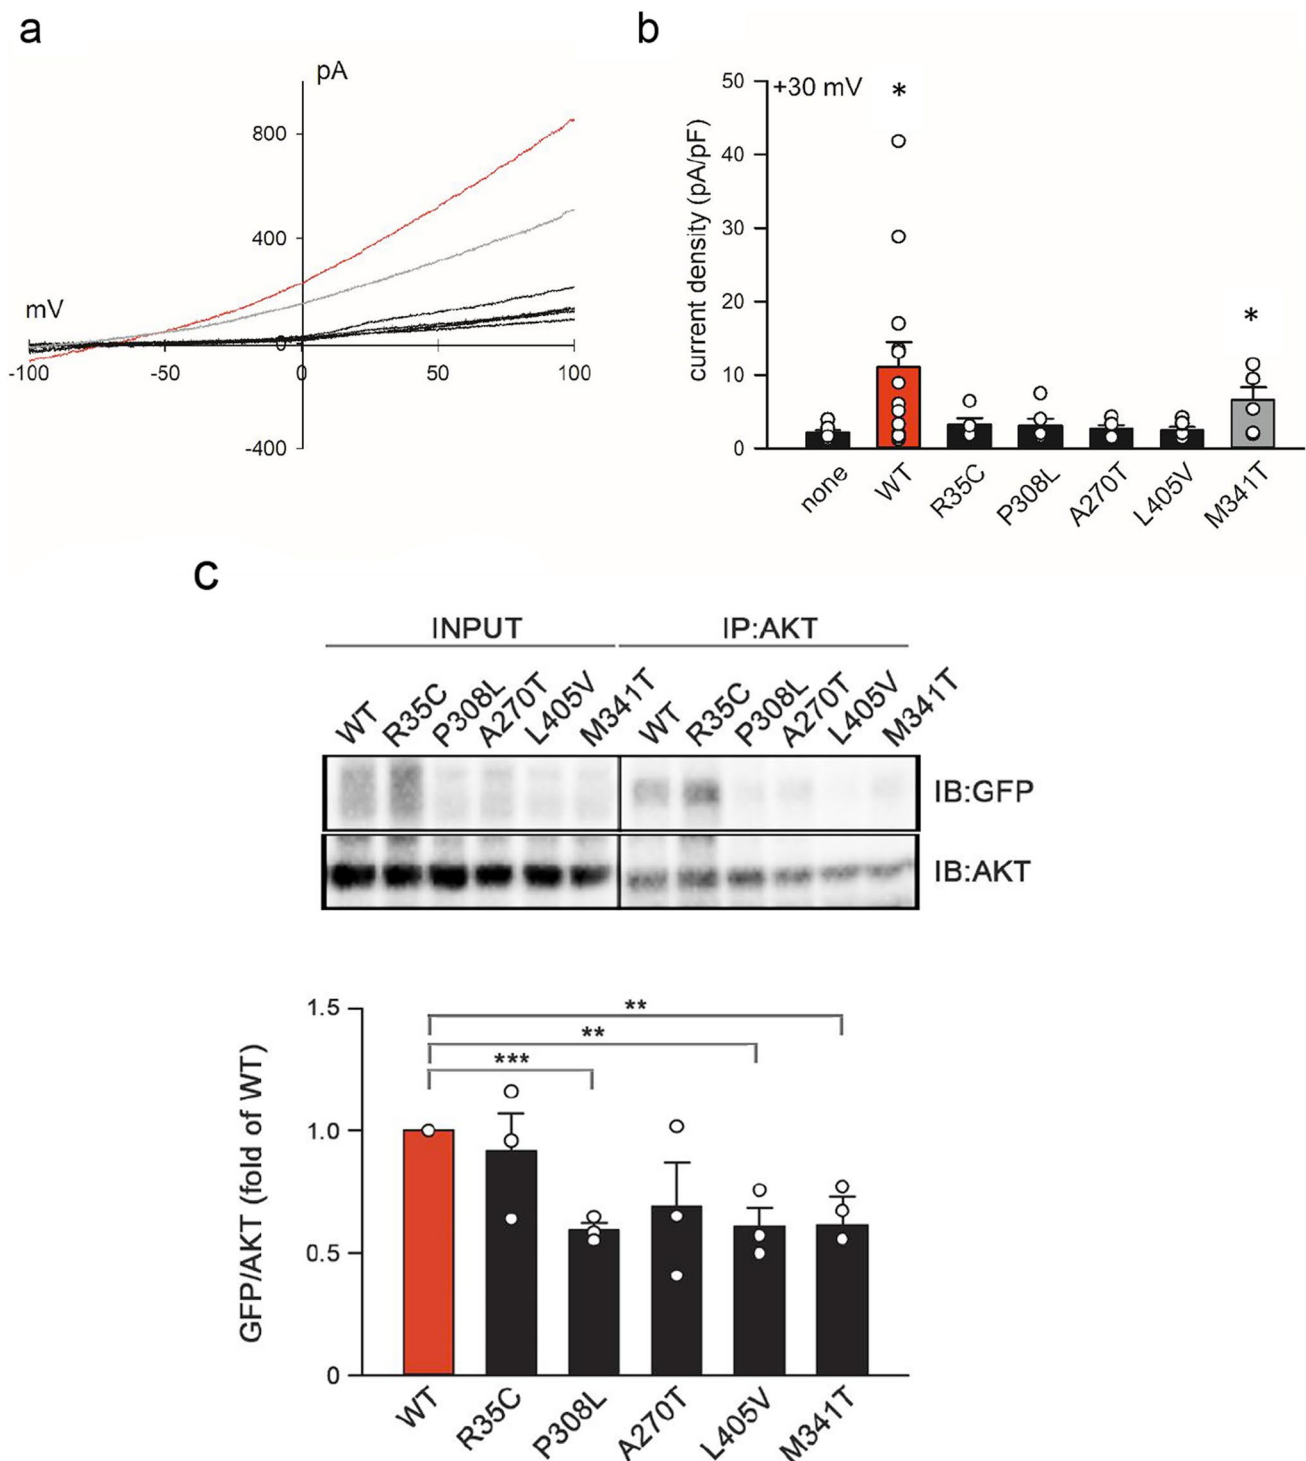 a
pA
800
400
mV
0
-100
-50
0
50
100
-400
b
+30 mV
*
*
50
40
30
20
10
0
current density (pA/pF)
none
WT
R35C
P308L
A270T
L405V
M341T
C
INPUT
IP:AKT
WT
R35C
P308L
A270T
L405V
M341T
WT
R35C
P308L
A270T
L405V
M341T
IB:GFP
IB:AKT
1.5
1.0
0.5
0
GFP/AKT (fold of WT)
**
**
***
WT
R35C
P308L
A270T
L405V
M341T